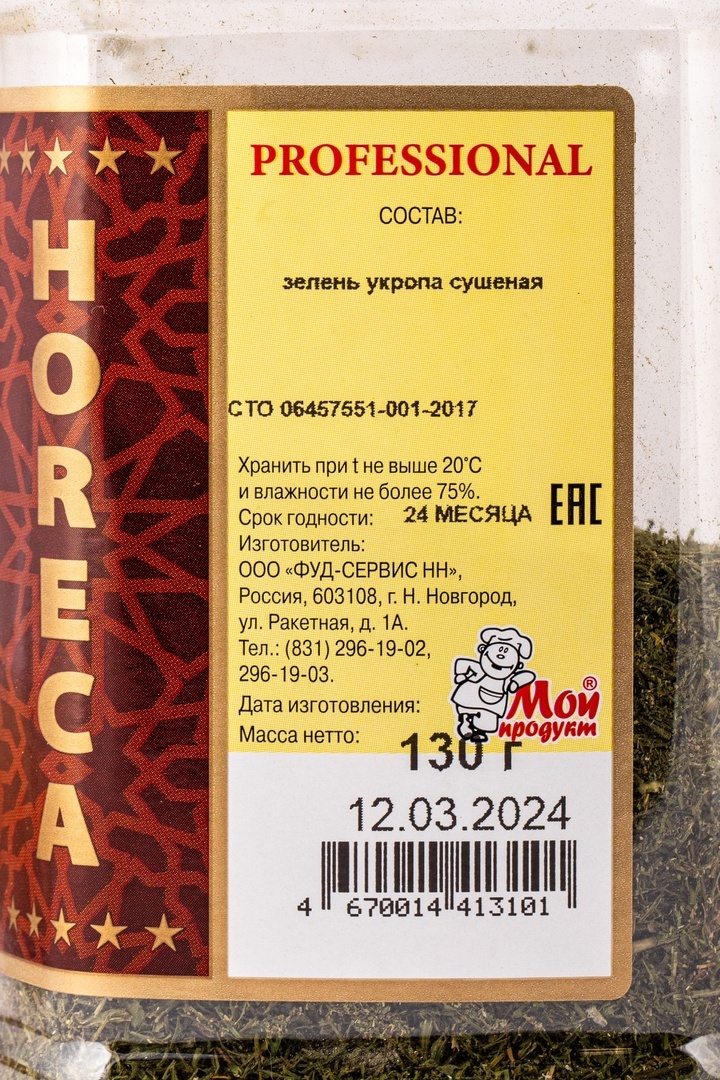 HORECA
PROFESSIONAL
СОСТАВ:
зелень укропа сушеная
СТО 06457551-001-2017
Хранить при t не выше 20°С
и влажности не более 75%.
Срок годности: 24 МЕСЯЦА
EAC
Изготовитель:
ООО «ФУД-СЕРВИС НН»,
Россия, 603108, г. Н. Новгород,
ул. Ракетная, д. 1А.
Тел.: (831) 296-19-02,
296-19-03.
Дата изготовления:
Масса нетто: 130 г
Мой®
продукт
12.03.2024
4 670014 413101